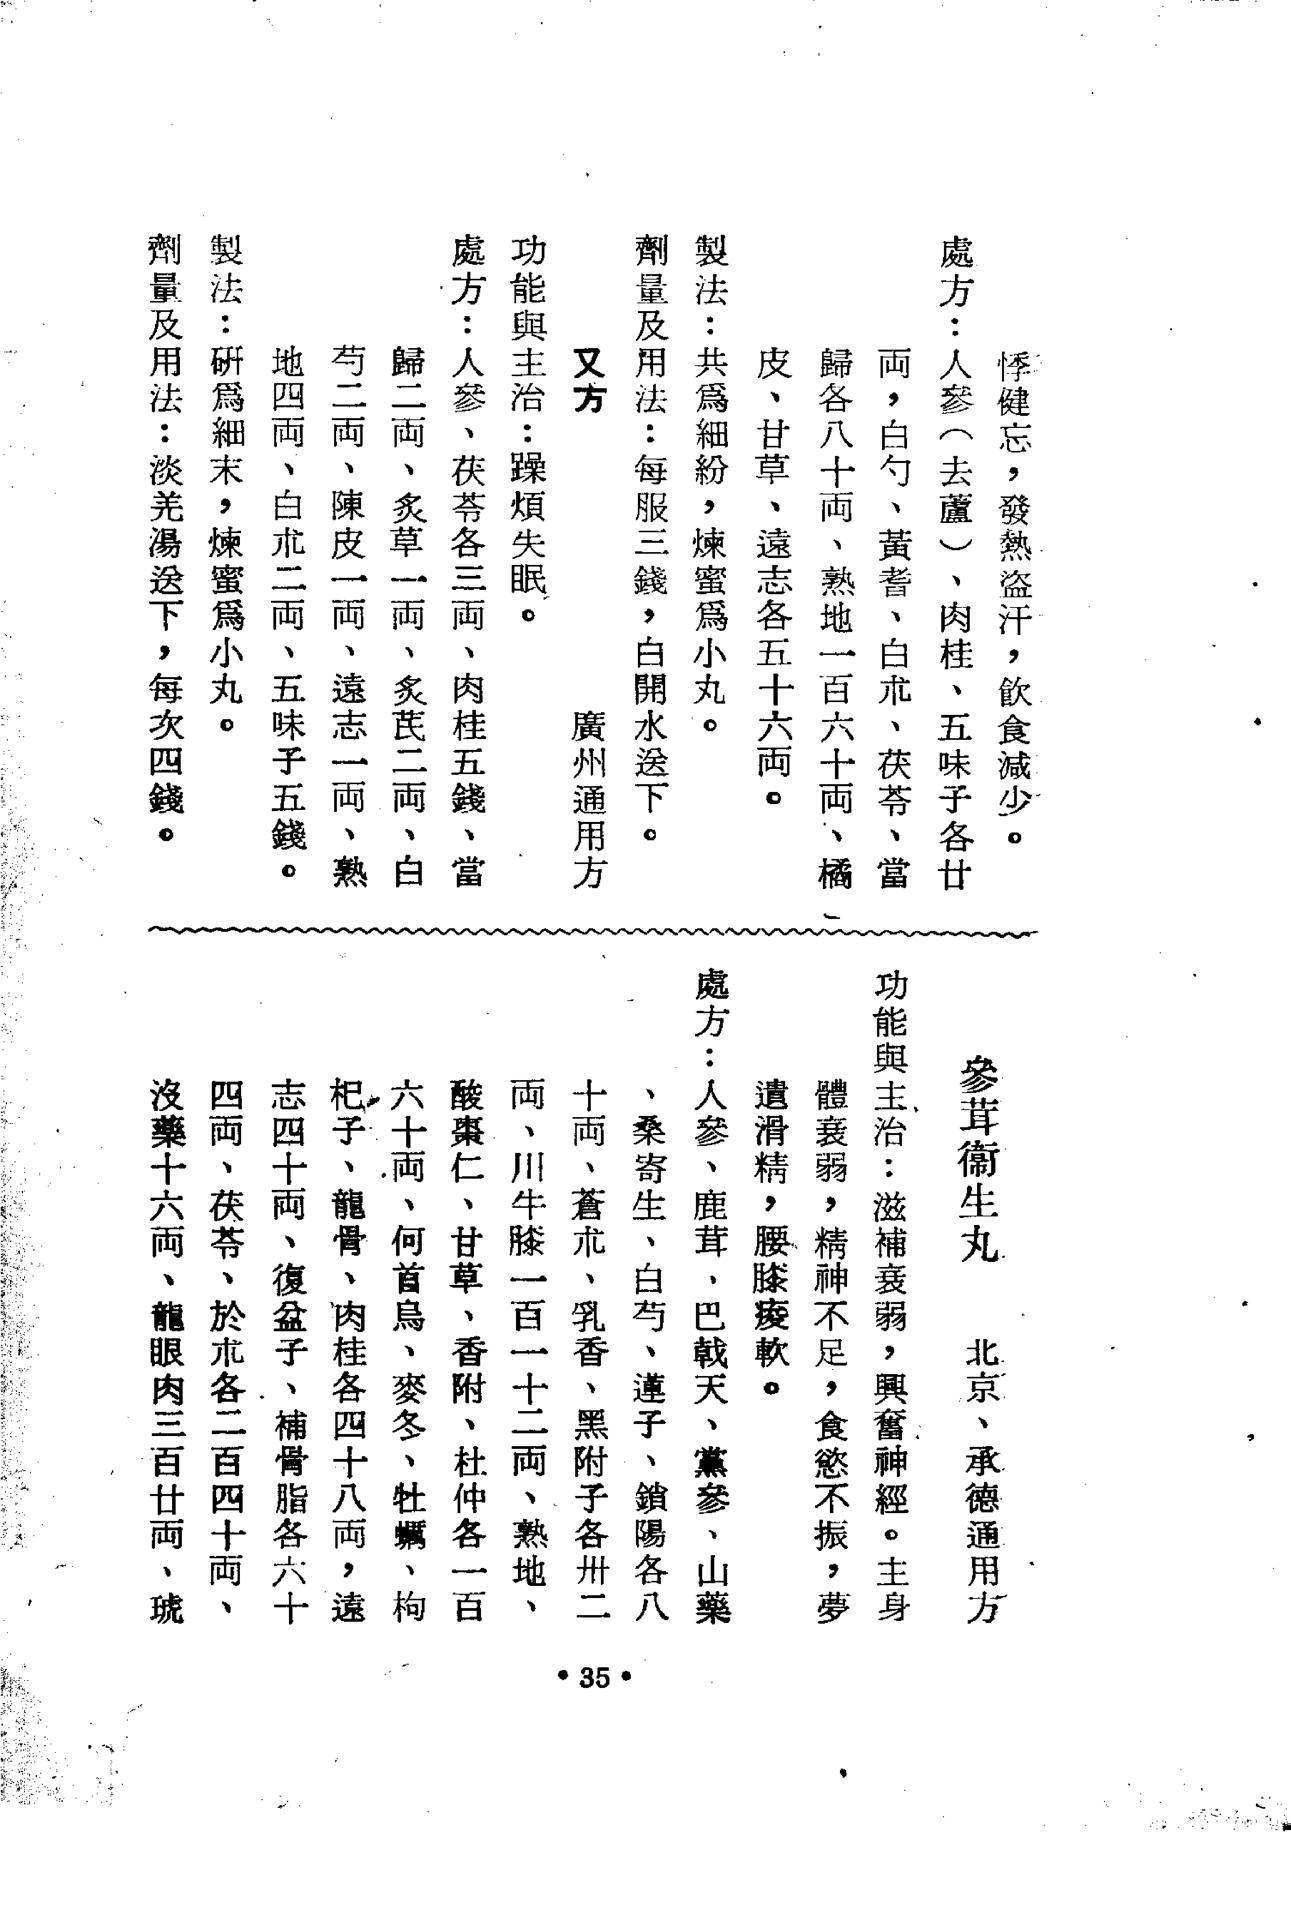 悸健忘，發熱盜汗，飲食減少。
處方：人參（去蘆）、肉桂、五味子各廿
両，白勺、黃耆、白朮、茯苓、當
歸各八十両、熟地一百六十両、橘
皮、甘草、遠志各五十六両。
製法：共爲細紛，煉蜜爲小丸。
劑量及用法：每服三錢，白開水送下。
又方　　廣州通用方
功能與主治：躁煩失眠。
處方：人參、茯苓各三両、肉桂五錢、當
歸二両、炙草一両、炙芪二両、白
芍二両、陳皮一両、遠志一両、熟
地四両、白朮二両、五味子五錢。
製法：研爲細末，煉蜜爲小丸。
劑量及用法：淡羌湯送下，每次四錢。
參茸衞生丸　　北京、承德通用方
功能與主治：滋補衰弱，興奮神經。主身
體衰弱，精神不足，食慾不振，夢
遺滑精，腰膝痠軟。
處方：人參、鹿茸、巴戟天、黨參、山藥
、桑寄生、白芍、蓮子、鎖陽各八
十両、蒼朮、乳香、黑附子各卅二
両、川牛膝一百一十二両、熟地、
酸棗仁、甘草、香附、杜仲各一百
六十両、何首烏、麥冬、牡蠣、枸
杞子、龍骨、肉桂各四十八両，遠
志四十両、復盆子、補骨脂各六十
四両、茯苓、於朮各二百四十両、
沒藥十六両、龍眼肉三百廿両、琥
•35•